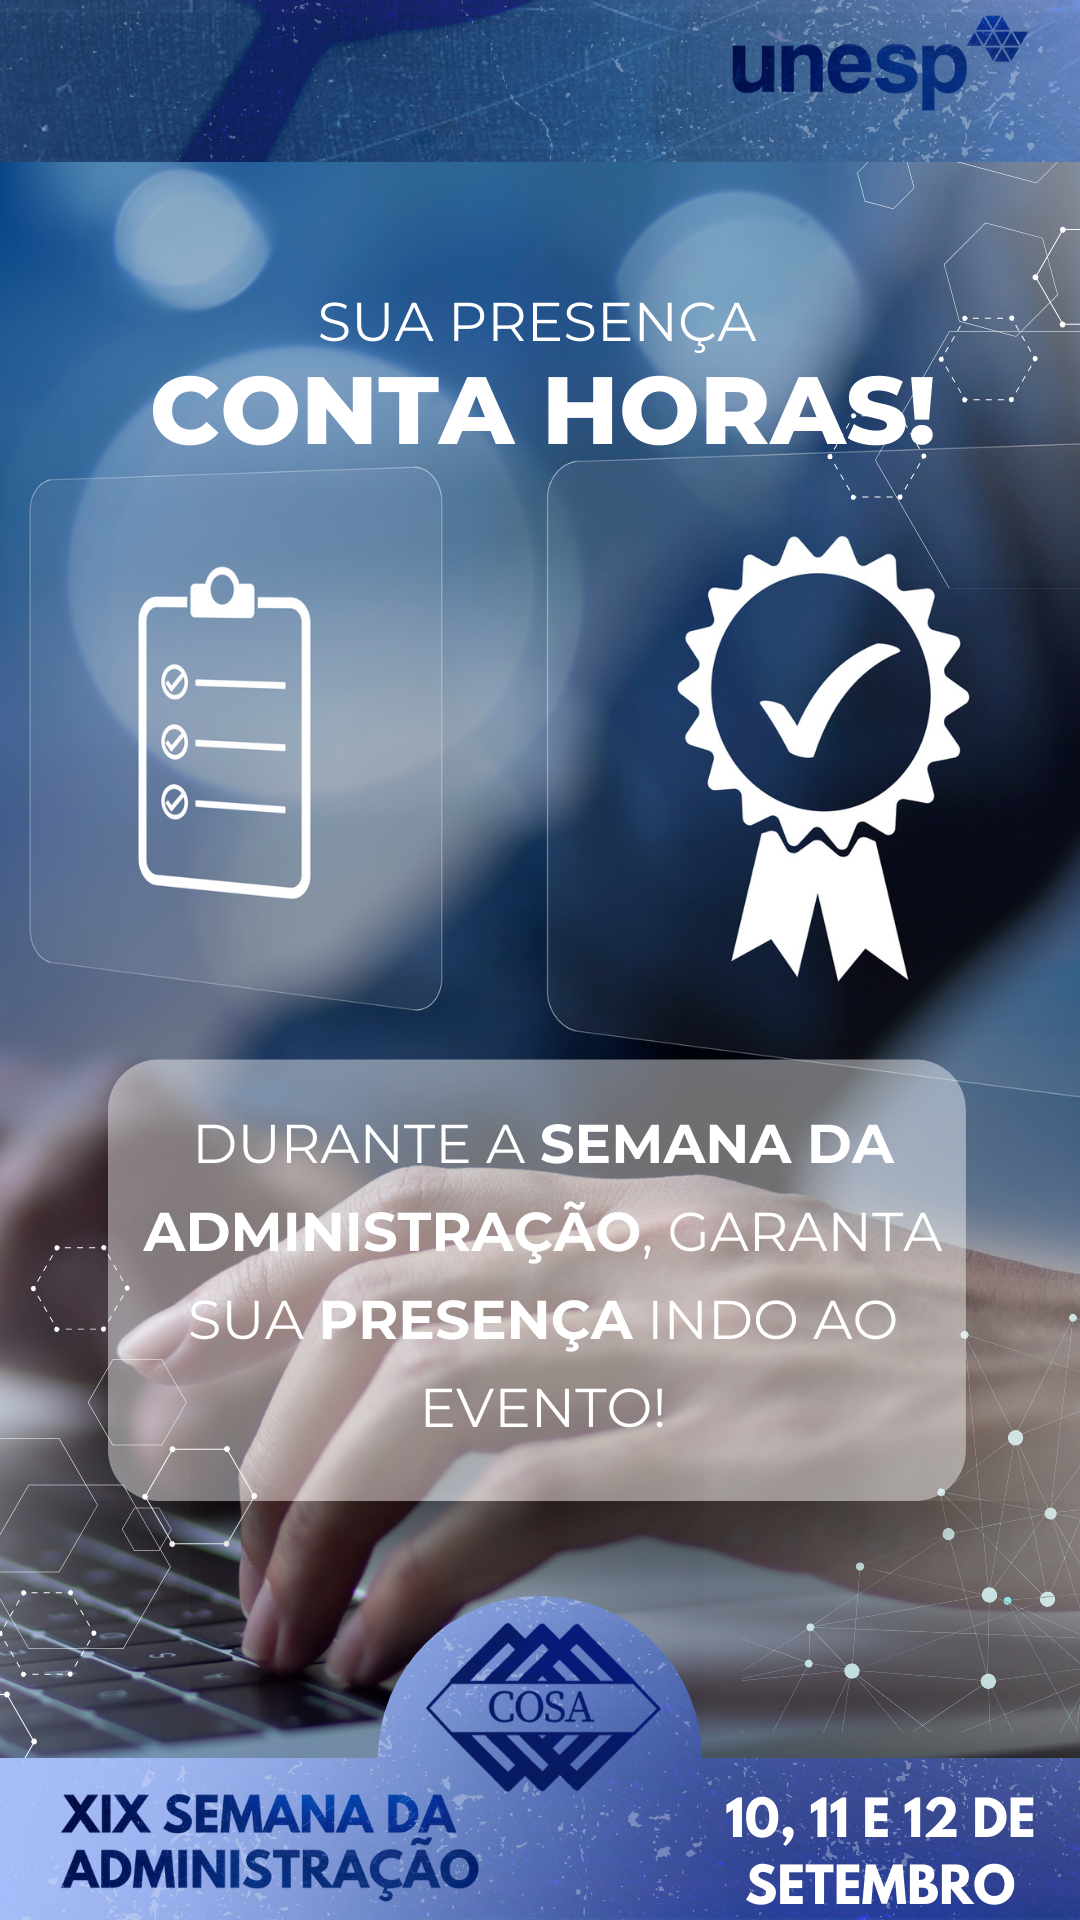 unesp
SUA PRESENÇA
CONTA HORAS!
DURANTE A SEMANA DA
ADMINISTRAÇÃO, GARANTA
SUA PRESENÇA INDO AO
EVENTO!
COSA
XIX SEMANA DA
ADMINISTRAÇÃO
10, 11 E 12 DE
SETEMBRO